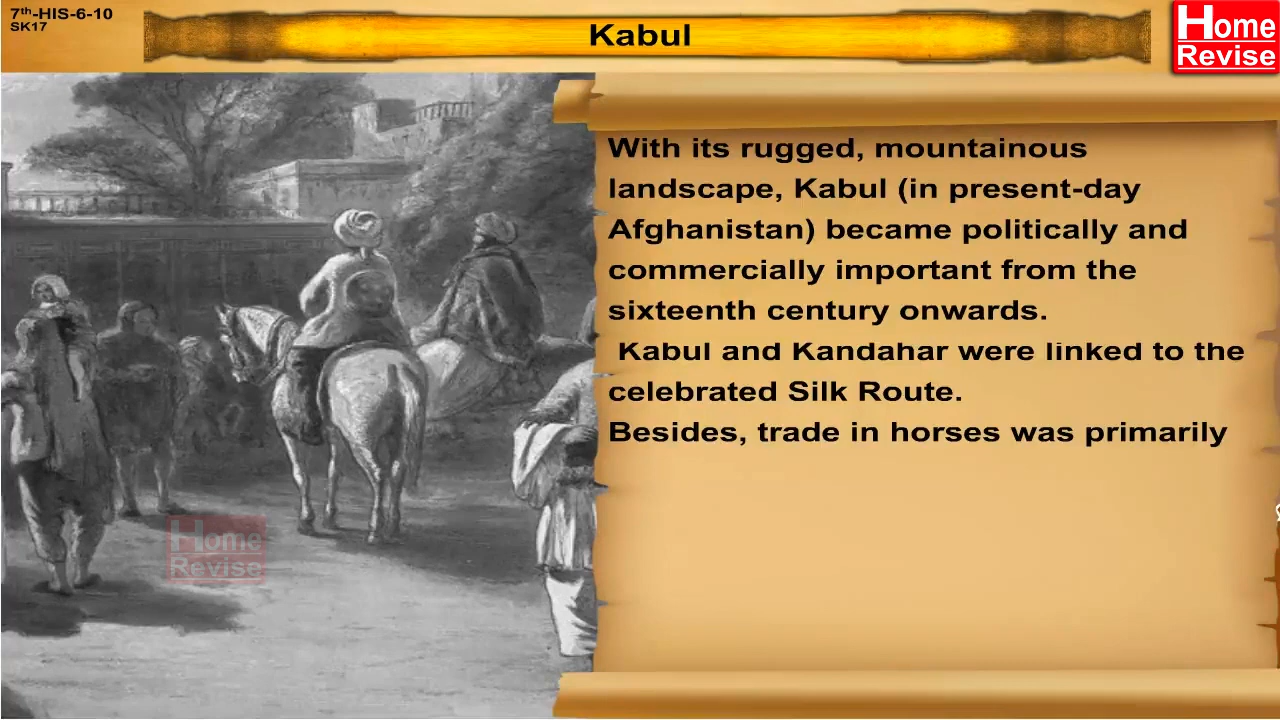 7th-HIS-6-10
SK17
Kabul
Home
Revise
With its rugged, mountainous
landscape, Kabul (in present-day
Afghanistan) became politically and
commercially important from the
sixteenth century onwards.
Kabul and Kandahar were linked to the
celebrated Silk Route.
Besides, trade in horses was primarily
Home
Revise